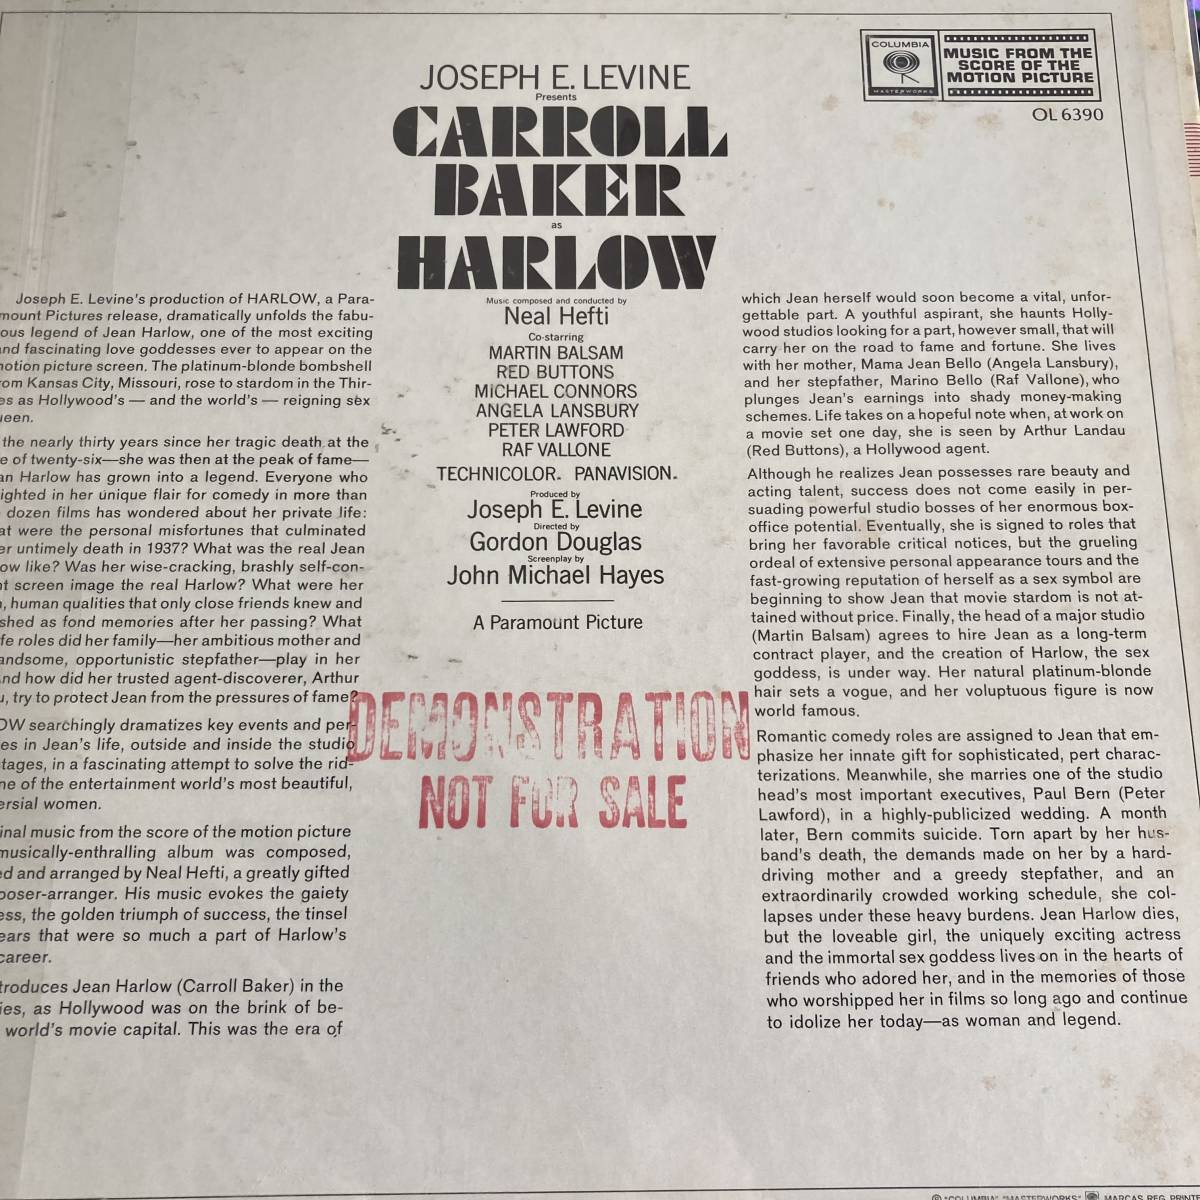 COLUMBIA
MASTERWORKS
MUSIC FROM THE
SCORE OF THE
MOTION PICTURE
OL 6390
JOSEPH E. LEVINE
Presents
CARROLL
BAKER
as
HARLOW
Music composed and conducted by
Neal Hefti
Co-starring
MARTIN BALSAM
RED BUTTONS
MICHAEL CONNORS
ANGELA LANSBURY
PETER LAWFORD
RAF VALLONE
TECHNICOLOR® PANAVISION®
Produced by
Joseph E. Levine
Directed by
Gordon Douglas
Screenplay by
John Michael Hayes
A Paramount Picture
DEMONSTRATION
NOT FOR SALE
Joseph E. Levine's production of HARLOW, a Para-
mount Pictures release, dramatically unfolds the fabu-
ous legend of Jean Harlow, one of the most exciting
and fascinating love goddesses ever to appear on the
motion picture screen. The platinum-blonde bombshell
om Kansas City, Missouri, rose to stardom in the Thir-
es as Hollywood's — and the world's — reigning sex
ueen.
the nearly thirty years since her tragic death at the
e of twenty-six—she was then at the peak of fame—
an Harlow has grown into a legend. Everyone who
ighted in her unique flair for comedy in more than
dozen films has wondered about her private life:
at were the personal misfortunes that culminated
er untimely death in 1937? What was the real Jean
ow like? Was her wise-cracking, brashly self-con-
nt screen image the real Harlow? What were her
, human qualities that only close friends knew and
shed as fond memories after her passing? What
fe roles did her family—her ambitious mother and
andsome, opportunistic stepfather—play in her
And how did her trusted agent-discoverer, Arthur
u, try to protect Jean from the pressures of fame?
OW searchingly dramatizes key events and per-
es in Jean's life, outside and inside the studio
tages, in a fascinating attempt to solve the rid-
ne of the entertainment world's most beautiful,
ersial women.
inal music from the score of the motion picture
musically-enthralling album was composed,
ed and arranged by Neal Hefti, a greatly gifted
poser-arranger. His music evokes the gaiety
ess, the golden triumph of success, the tinsel
ears that were so much a part of Harlow's
career.
troduces Jean Harlow (Carroll Baker) in the
ies, as Hollywood was on the brink of be-
world's movie capital. This was the era of
which Jean herself would soon become a vital, unfor-
gettable part. A youthful aspirant, she haunts Holly-
wood studios looking for a part, however small, that will
carry her on the road to fame and fortune. She lives
with her mother, Mama Jean Bello (Angela Lansbury),
and her stepfather, Marino Bello (Raf Vallone), who
plunges Jean's earnings into shady money-making
schemes. Life takes on a hopeful note when, at work on
a movie set one day, she is seen by Arthur Landau
(Red Buttons), a Hollywood agent.
Although he realizes Jean possesses rare beauty and
acting talent, success does not come easily in per-
suading powerful studio bosses of her enormous box-
office potential. Eventually, she is signed to roles that
bring her favorable critical notices, but the grueling
ordeal of extensive personal appearance tours and the
fast-growing reputation of herself as a sex symbol are
beginning to show Jean that movie stardom is not at-
tained without price. Finally, the head of a major studio
(Martin Balsam) agrees to hire Jean as a long-term
contract player, and the creation of Harlow, the sex
goddess, is under way. Her natural platinum-blonde
hair sets a vogue, and her voluptuous figure is now
world famous.
Romantic comedy roles are assigned to Jean that em-
phasize her innate gift for sophisticated, pert charac-
terizations. Meanwhile, she marries one of the studio
head's most important executives, Paul Bern (Peter
Lawford), in a highly-publicized wedding. A month
later, Bern commits suicide. Torn apart by her hus-
band's death, the demands made on her by a hard-
driving mother and a greedy stepfather, and an
extraordinarily crowded working schedule, she col-
lapses under these heavy burdens. Jean Harlow dies,
but the loveable girl, the uniquely exciting actress
and the immortal sex goddess lives on in the hearts of
friends who adored her, and in the memories of those
who worshipped her in films so long ago and continue
to idolize her today—as woman and legend.
℗ "COLUMBIA" "MASTERWORKS" MARCAS REG. PRINTE